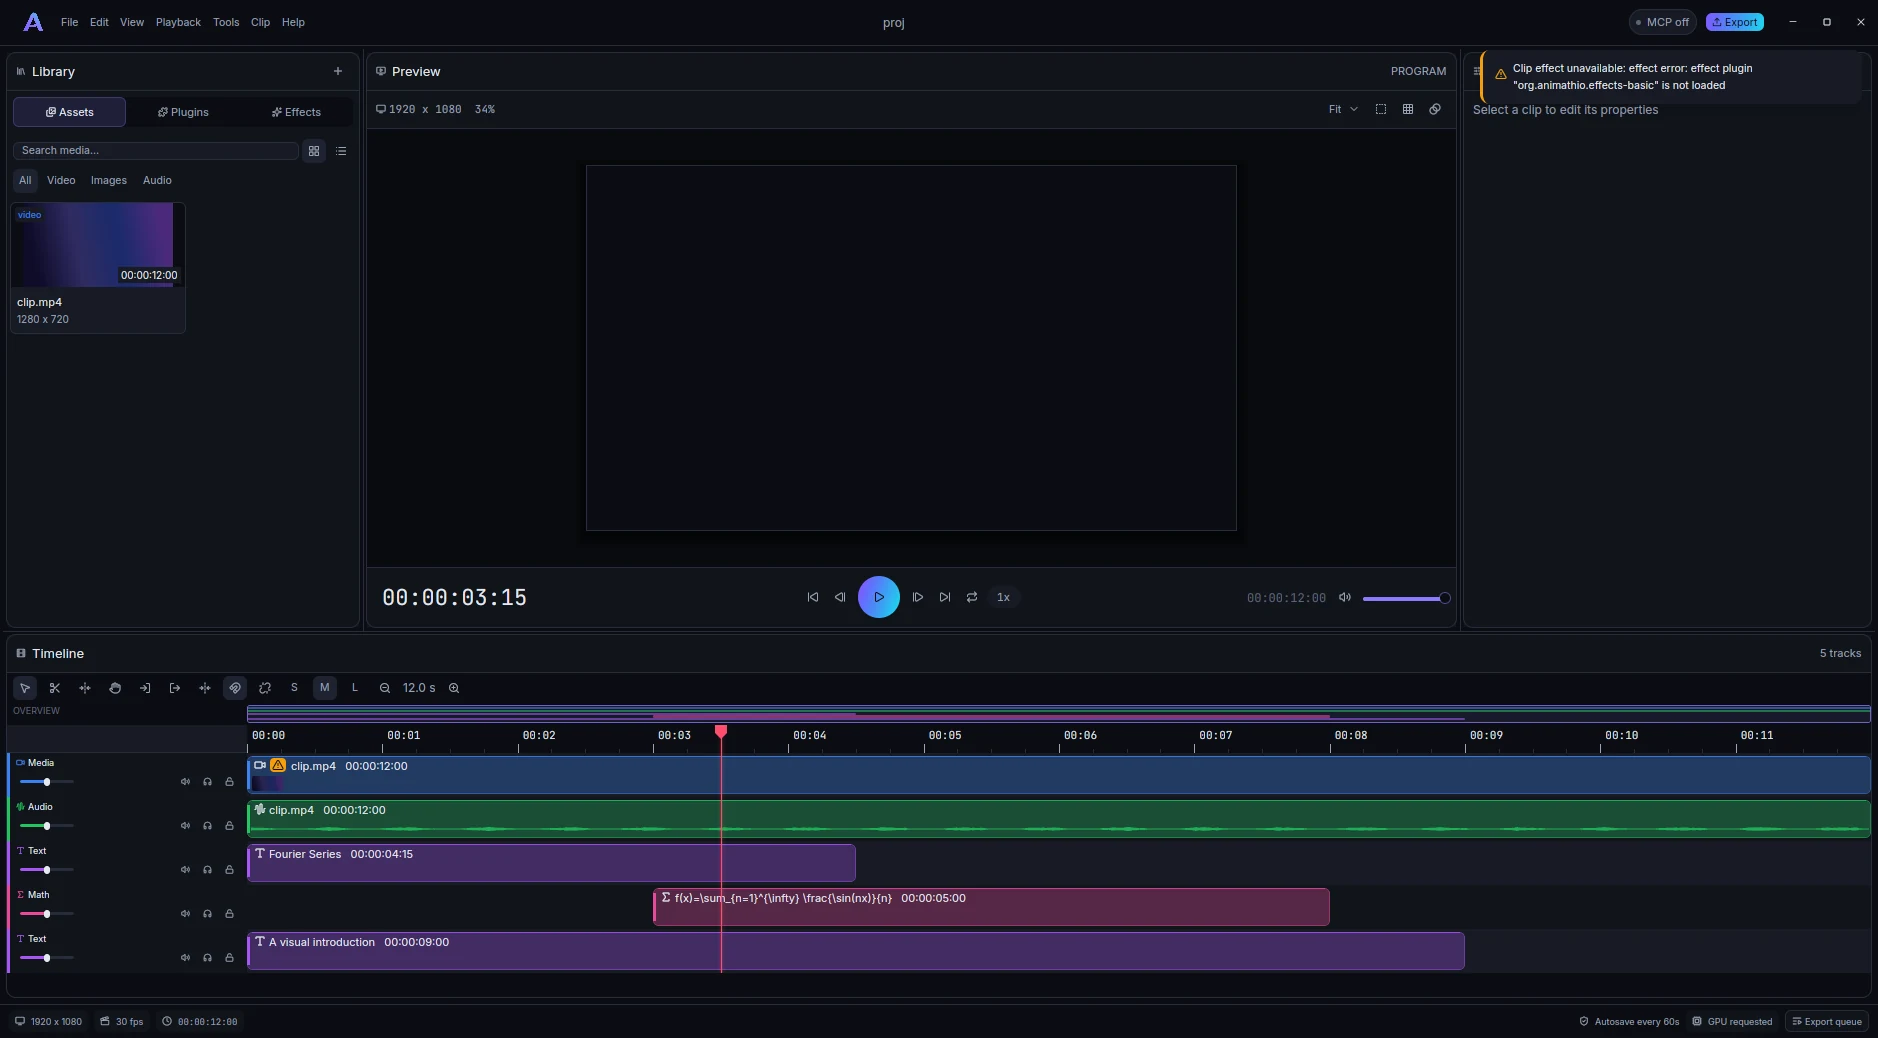 File Edit View Playback Tools Clip Help
proj
MCP off
Export
Library
Preview
PROGRAM
Clip effect unavailable: effect error: effect plugin
"org.animathio.effects-basic" is not loaded
Assets
Plugins
Effects
1920 x 1080 34%
Fit
Select a clip to edit its properties
Search media...
All Video Images Audio
video
00:00:12:00
clip.mp4
1280 x 720
00:00:03:15
1x
00:00:12:00
Timeline
5 tracks
S M L 12.0 s
OVERVIEW
00:00 00:01 00:02 00:03 00:04 00:05 00:06 00:07 00:08 00:09 00:10 00:11
Media
clip.mp4 00:00:12:00
Audio
clip.mp4 00:00:12:00
Text
Fourier Series 00:00:04:15
Math
f(x)=\sum_{n=1}^{\infty} \frac{\sin(nx)}{n} 00:00:05:00
Text
A visual introduction 00:00:09:00
1920 x 1080
30 fps
00:00:12:00
Autosave every 60s
GPU requested
Export queue